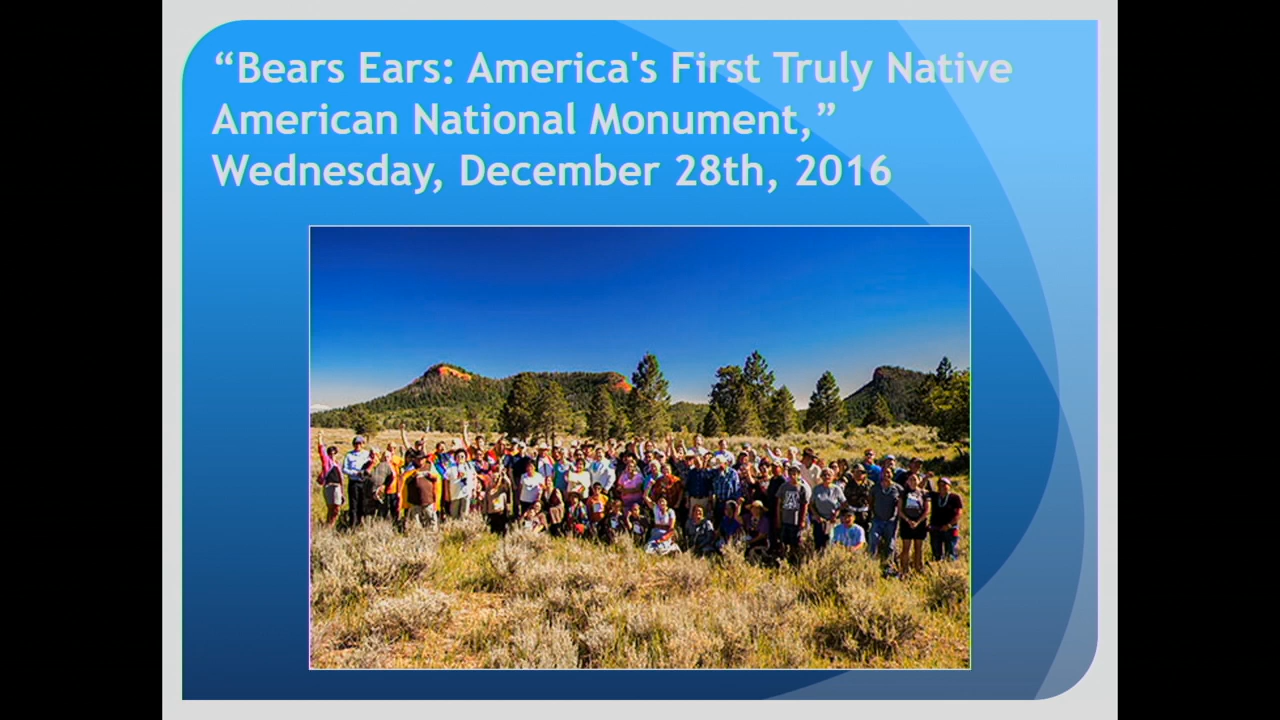 “Bears Ears: America's First Truly Native
American National Monument,”
Wednesday, December 28th, 2016